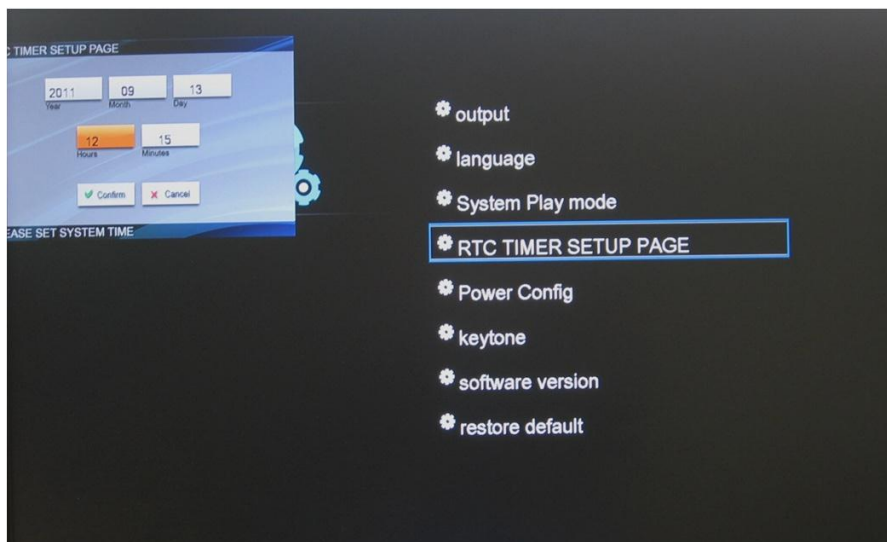 C TIMER SETUP PAGE
2011 09 13
Year Month Day
12 15
Hours Minutes
Confirm Cancel
EASE SET SYSTEM TIME
output
language
System Play mode
RTC TIMER SETUP PAGE
Power Config
keytone
software version
restore default